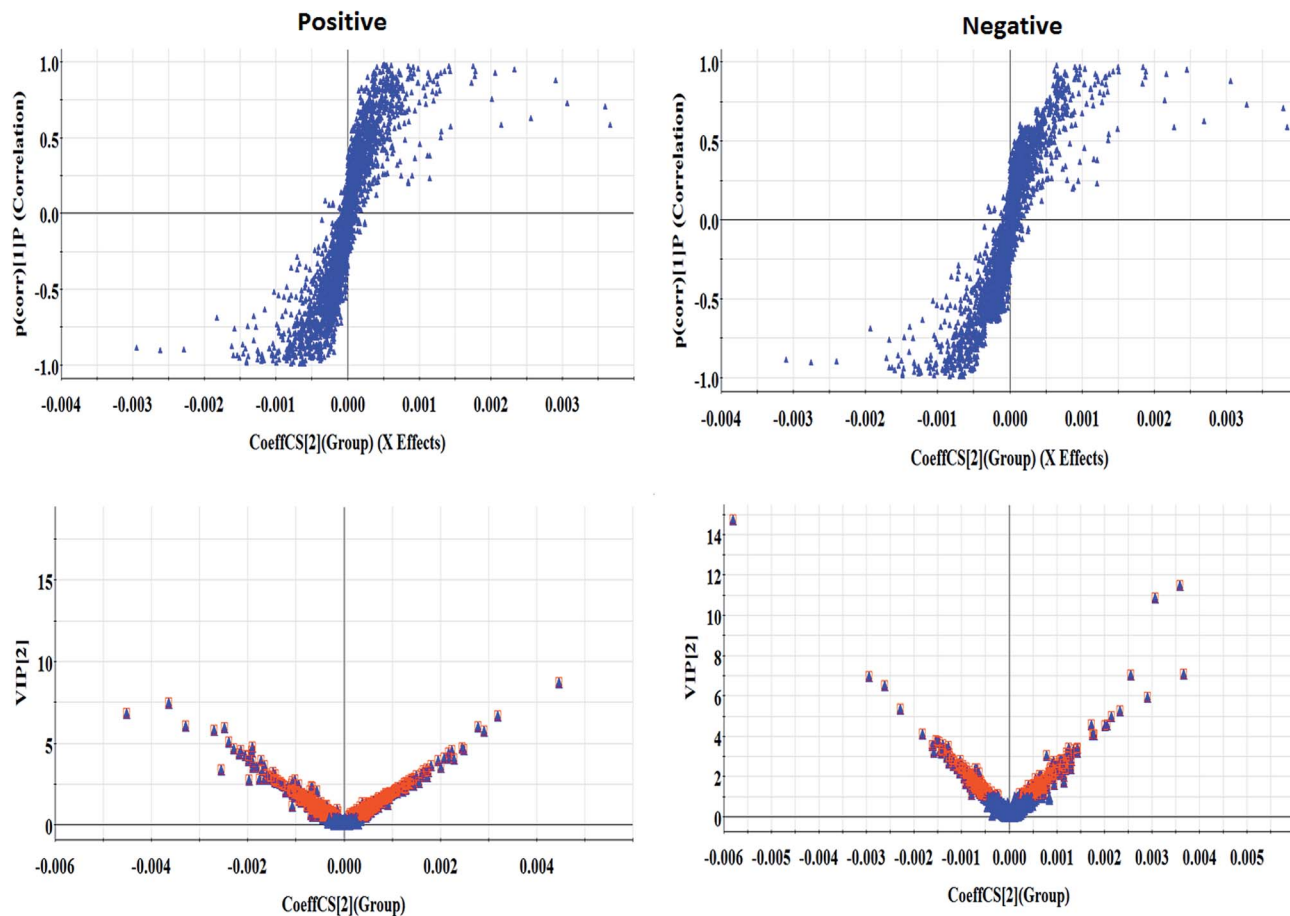 Positive
p(corr)[1]P (Correlation)
1.0
0.5
0.0
-0.5
-1.0
-0.004 -0.003 -0.002 -0.001 0.000 0.001 0.002 0.003
CoeffCS[2](Group) (X Effects)
Negative
p(corr)[1]P (Correlation)
1.0
0.5
0.0
-0.5
-1.0
-0.004 -0.003 -0.002 -0.001 0.000 0.001 0.002 0.003
CoeffCS[2](Group) (X Effects)
VIP[2]
15
10
5
0
-0.006 -0.004 -0.002 0.000 0.002 0.004
CoeffCS[2](Group)
VIP[2]
14
12
10
8
6
4
2
0
-0.006 -0.005 -0.004 -0.003 -0.002 -0.001 0.000 0.001 0.002 0.003 0.004 0.005
CoeffCS[2](Group)